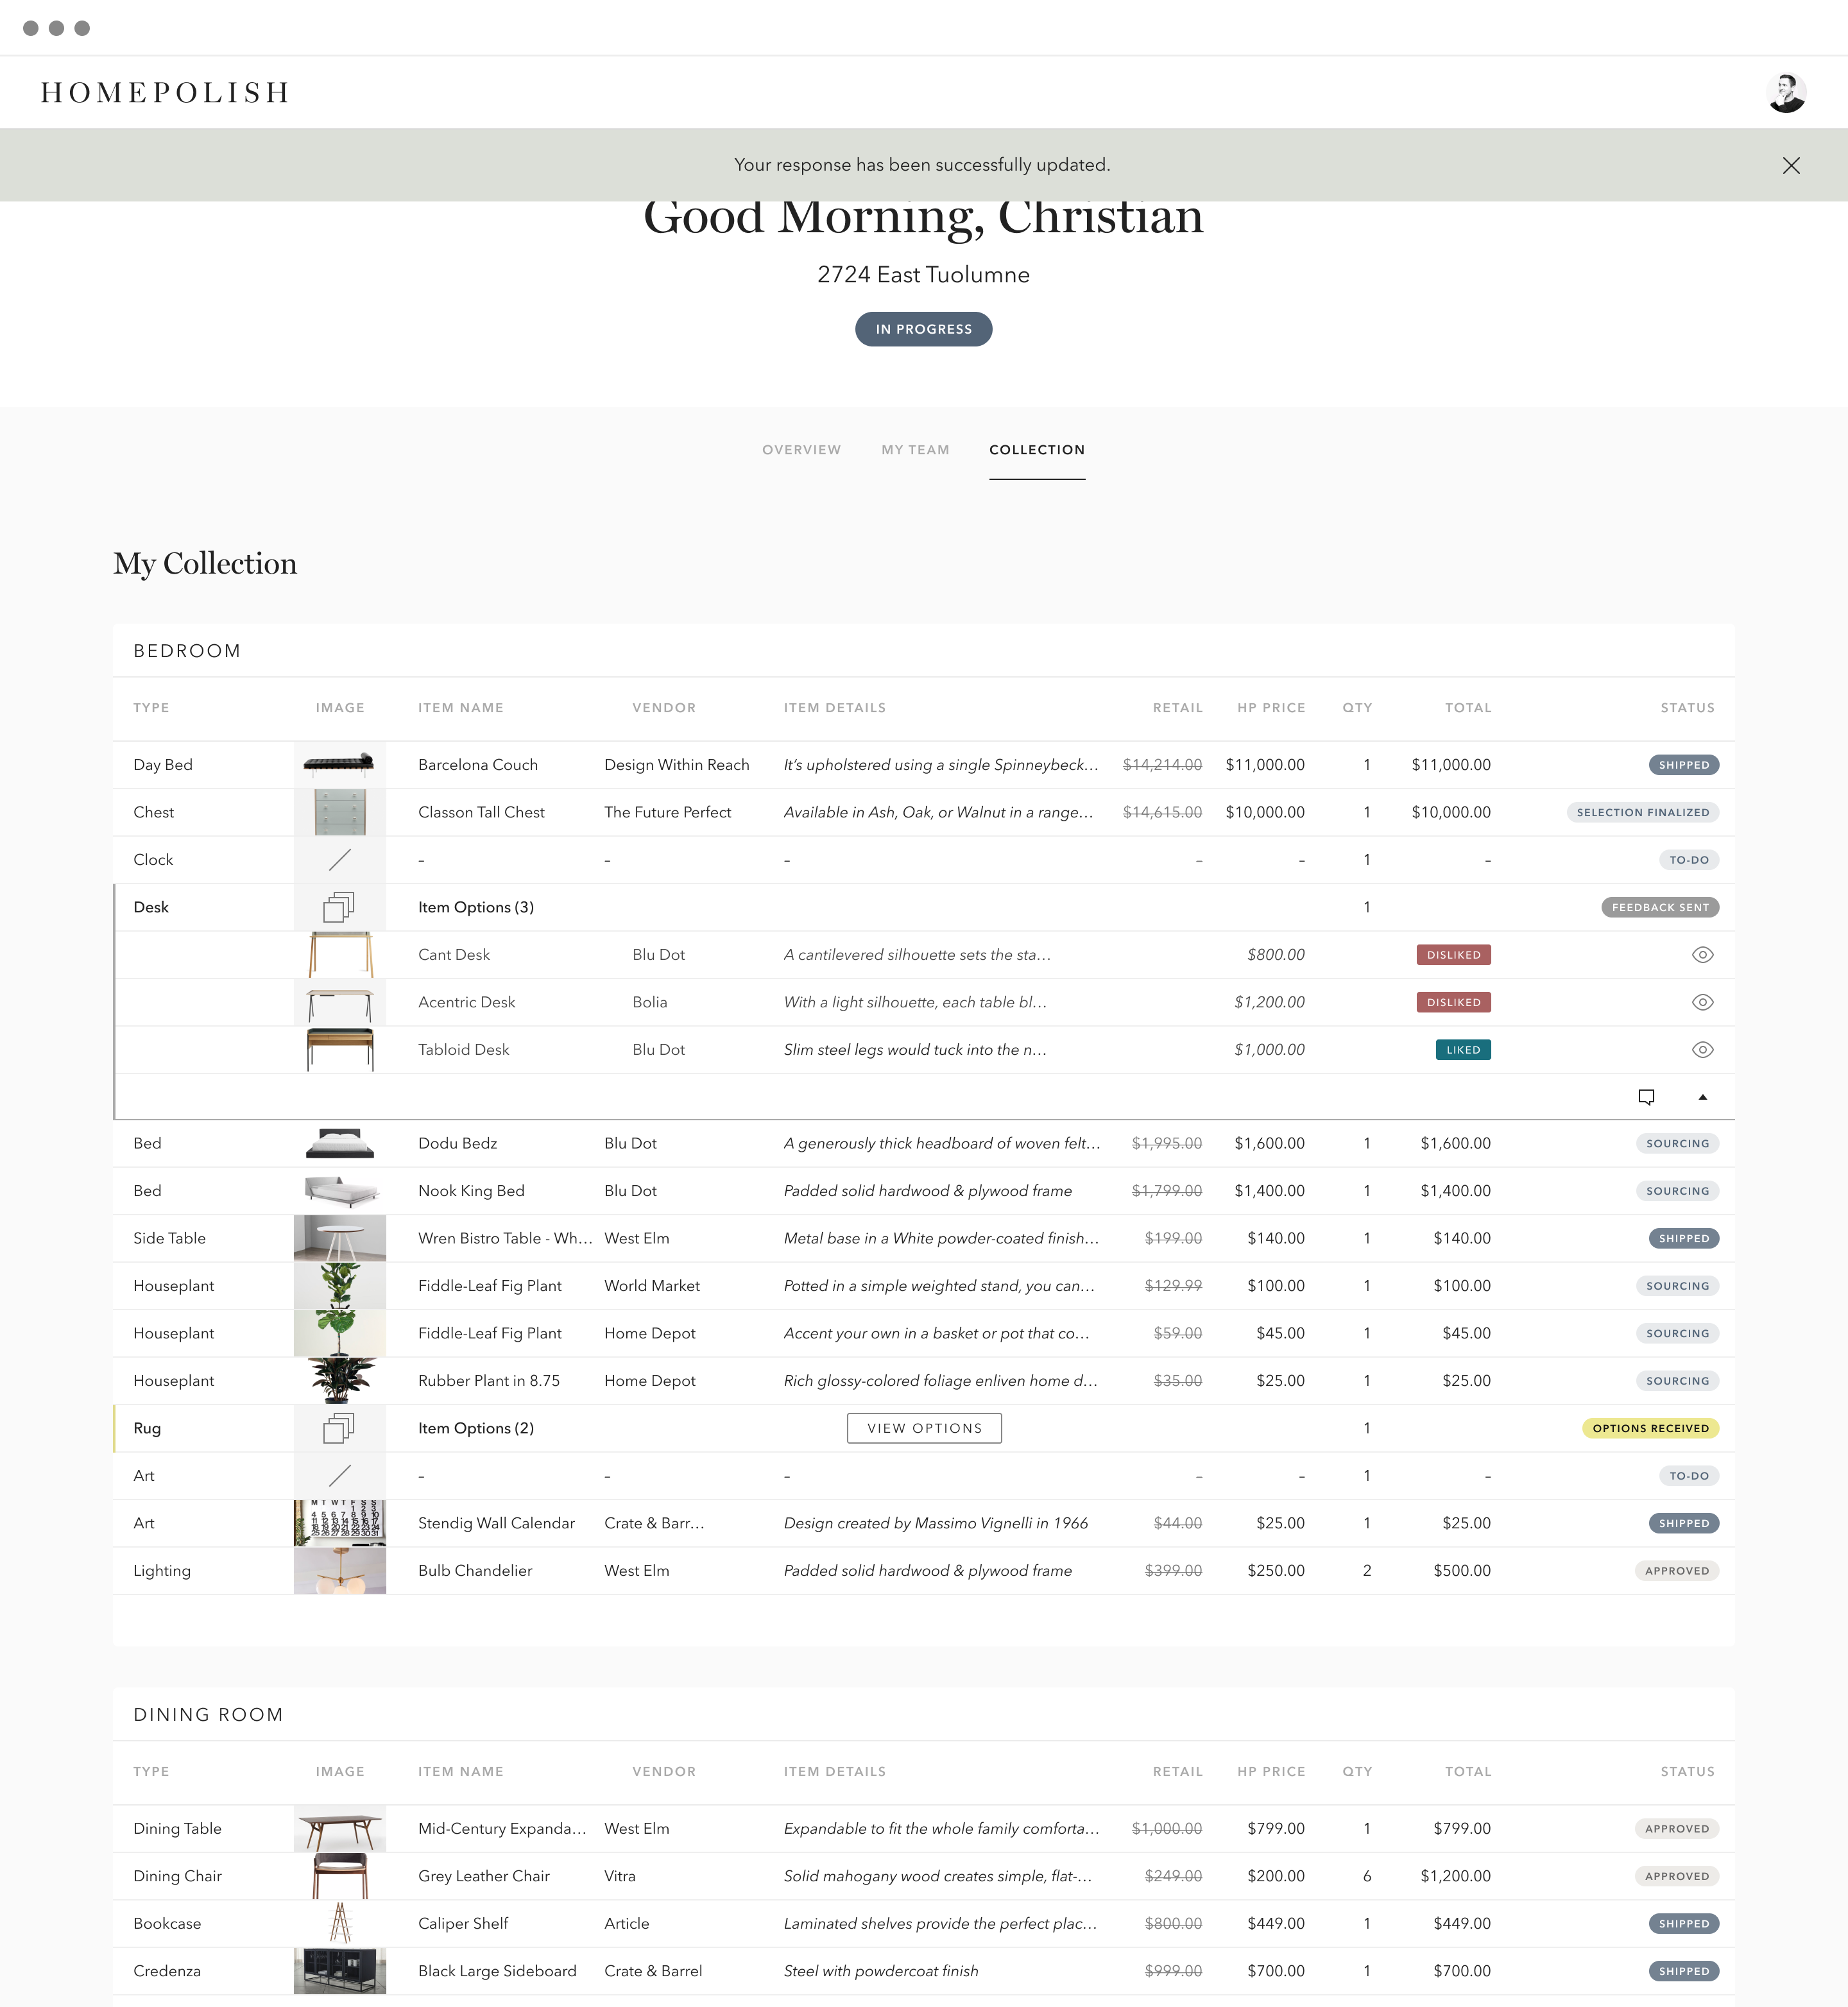 HOMEPOLISH
Your response has been successfully updated.
Good Morning, Christian
2724 East Tuolumne
IN PROGRESS
OVERVIEW MY TEAM COLLECTION
My Collection
BEDROOM
TYPE IMAGE ITEM NAME VENDOR ITEM DETAILS RETAIL HP PRICE QTY TOTAL STATUS
Day Bed Barcelona Couch Design Within Reach It’s upholstered using a single Spinneybeck... $14,214.00 $11,000.00 1 $11,000.00 SHIPPED
Chest Classon Tall Chest The Future Perfect Available in Ash, Oak, or Walnut in a range... $14,615.00 $10,000.00 1 $10,000.00 SELECTION FINALIZED
Clock – – – – – 1 – TO-DO
Desk Item Options (3) 1 FEEDBACK SENT
Cant Desk Blu Dot A cantilevered silhouette sets the sta... $800.00 DISLIKED
Acentric Desk Bolia With a light silhouette, each table bl... $1,200.00 DISLIKED
Tabloid Desk Blu Dot Slim steel legs would tuck into the n... $1,000.00 LIKED
Bed Dodu Bedz Blu Dot A generously thick headboard of woven felt... $1,995.00 $1,600.00 1 $1,600.00 SOURCING
Bed Nook King Bed Blu Dot Padded solid hardwood & plywood frame $1,799.00 $1,400.00 1 $1,400.00 SOURCING
Side Table Wren Bistro Table - Wh... West Elm Metal base in a White powder-coated finish... $199.00 $140.00 1 $140.00 SHIPPED
Houseplant Fiddle-Leaf Fig Plant World Market Potted in a simple weighted stand, you can... $129.99 $100.00 1 $100.00 SOURCING
Houseplant Fiddle-Leaf Fig Plant Home Depot Accent your own in a basket or pot that co... $59.00 $45.00 1 $45.00 SOURCING
Houseplant Rubber Plant in 8.75 Home Depot Rich glossy-colored foliage enliven home d... $35.00 $25.00 1 $25.00 SOURCING
Rug Item Options (2) VIEW OPTIONS 1 OPTIONS RECEIVED
Art – – – – – 1 – TO-DO
Art Stendig Wall Calendar Crate & Barr... Design created by Massimo Vignelli in 1966 $44.00 $25.00 1 $25.00 SHIPPED
Lighting Bulb Chandelier West Elm Padded solid hardwood & plywood frame $399.00 $250.00 2 $500.00 APPROVED
DINING ROOM
TYPE IMAGE ITEM NAME VENDOR ITEM DETAILS RETAIL HP PRICE QTY TOTAL STATUS
Dining Table Mid-Century Expanda... West Elm Expandable to fit the whole family comforta... $1,000.00 $799.00 1 $799.00 APPROVED
Dining Chair Grey Leather Chair Vitra Solid mahogany wood creates simple, flat-... $249.00 $200.00 6 $1,200.00 APPROVED
Bookcase Caliper Shelf Article Laminated shelves provide the perfect plac... $800.00 $449.00 1 $449.00 SHIPPED
Credenza Black Large Sideboard Crate & Barrel Steel with powdercoat finish $999.00 $700.00 1 $700.00 SHIPPED